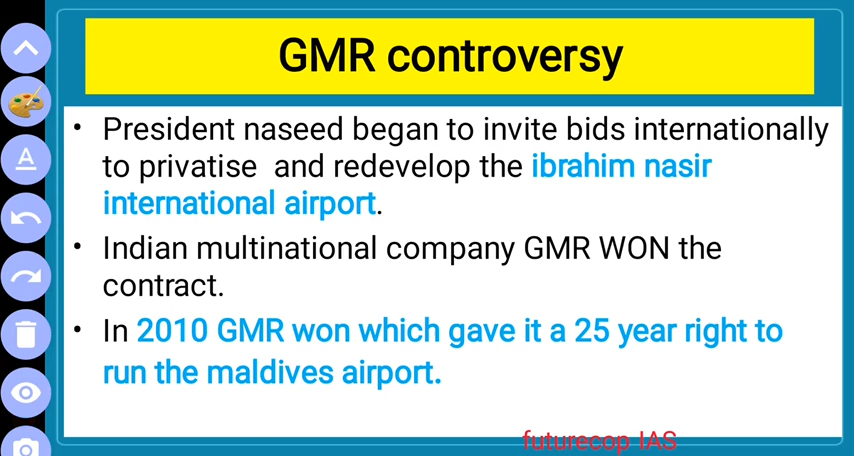 GMR controversy
• President naseed began to invite bids internationally
to privatise and redevelop the ibrahim nasir
international airport.
• Indian multinational company GMR WON the
contract.
• In 2010 GMR won which gave it a 25 year right to
run the maldives airport.
futurecop IAS
A